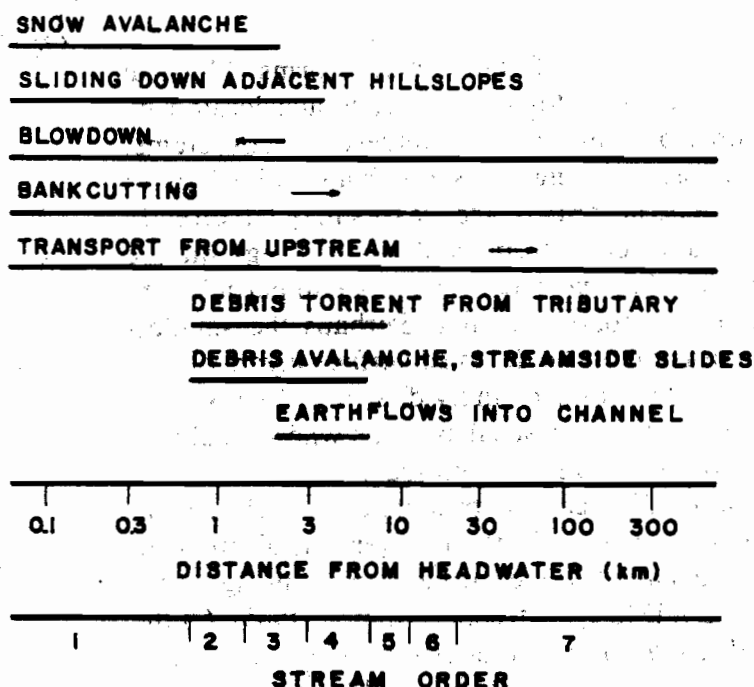 SNOW AVALANCHE
SLIDING DOWN ADJACENT HILLSLOPES
BLOWDOWN
BANKCUTTING
TRANSPORT FROM UPSTREAM
DEBRIS TORRENT FROM TRIBUTARY
DEBRIS AVALANCHE, STREAMSIDE SLIDES
EARTHFLOWS INTO CHANNEL
0.1 0.3 1 3 10 30 100 300
DISTANCE FROM HEADWATER (km)
1 2 3 4 5 6 7
STREAM ORDER